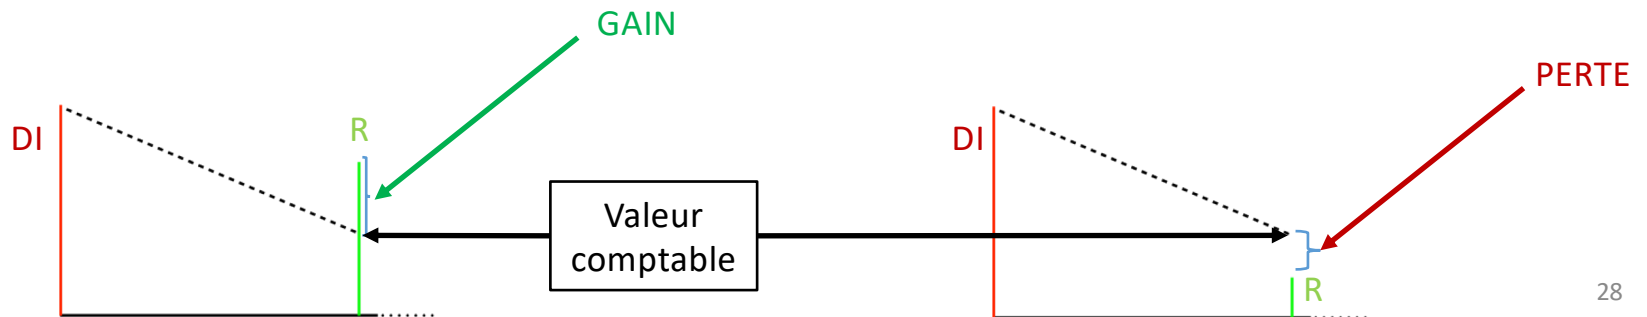 GAIN
PERTE
DI
R
DI
Valeur
comptable
R
28